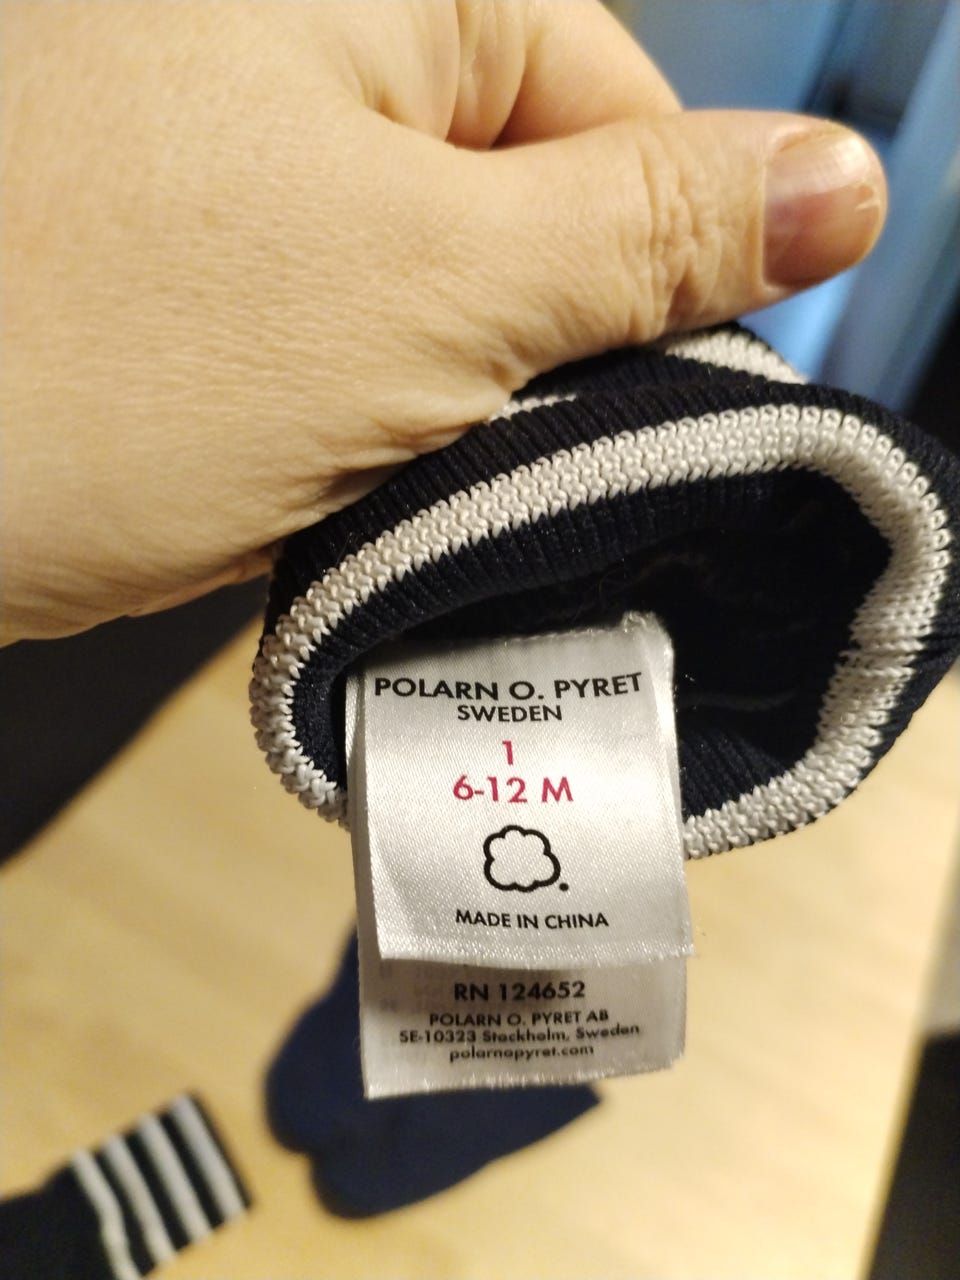 POLARN O. PYRET
SWEDEN
1
6-12 M
MADE IN CHINA
RN 124652
POLARN O. PYRET AB
SE-10323 Stockholm, Sweden
polarnopyret.com